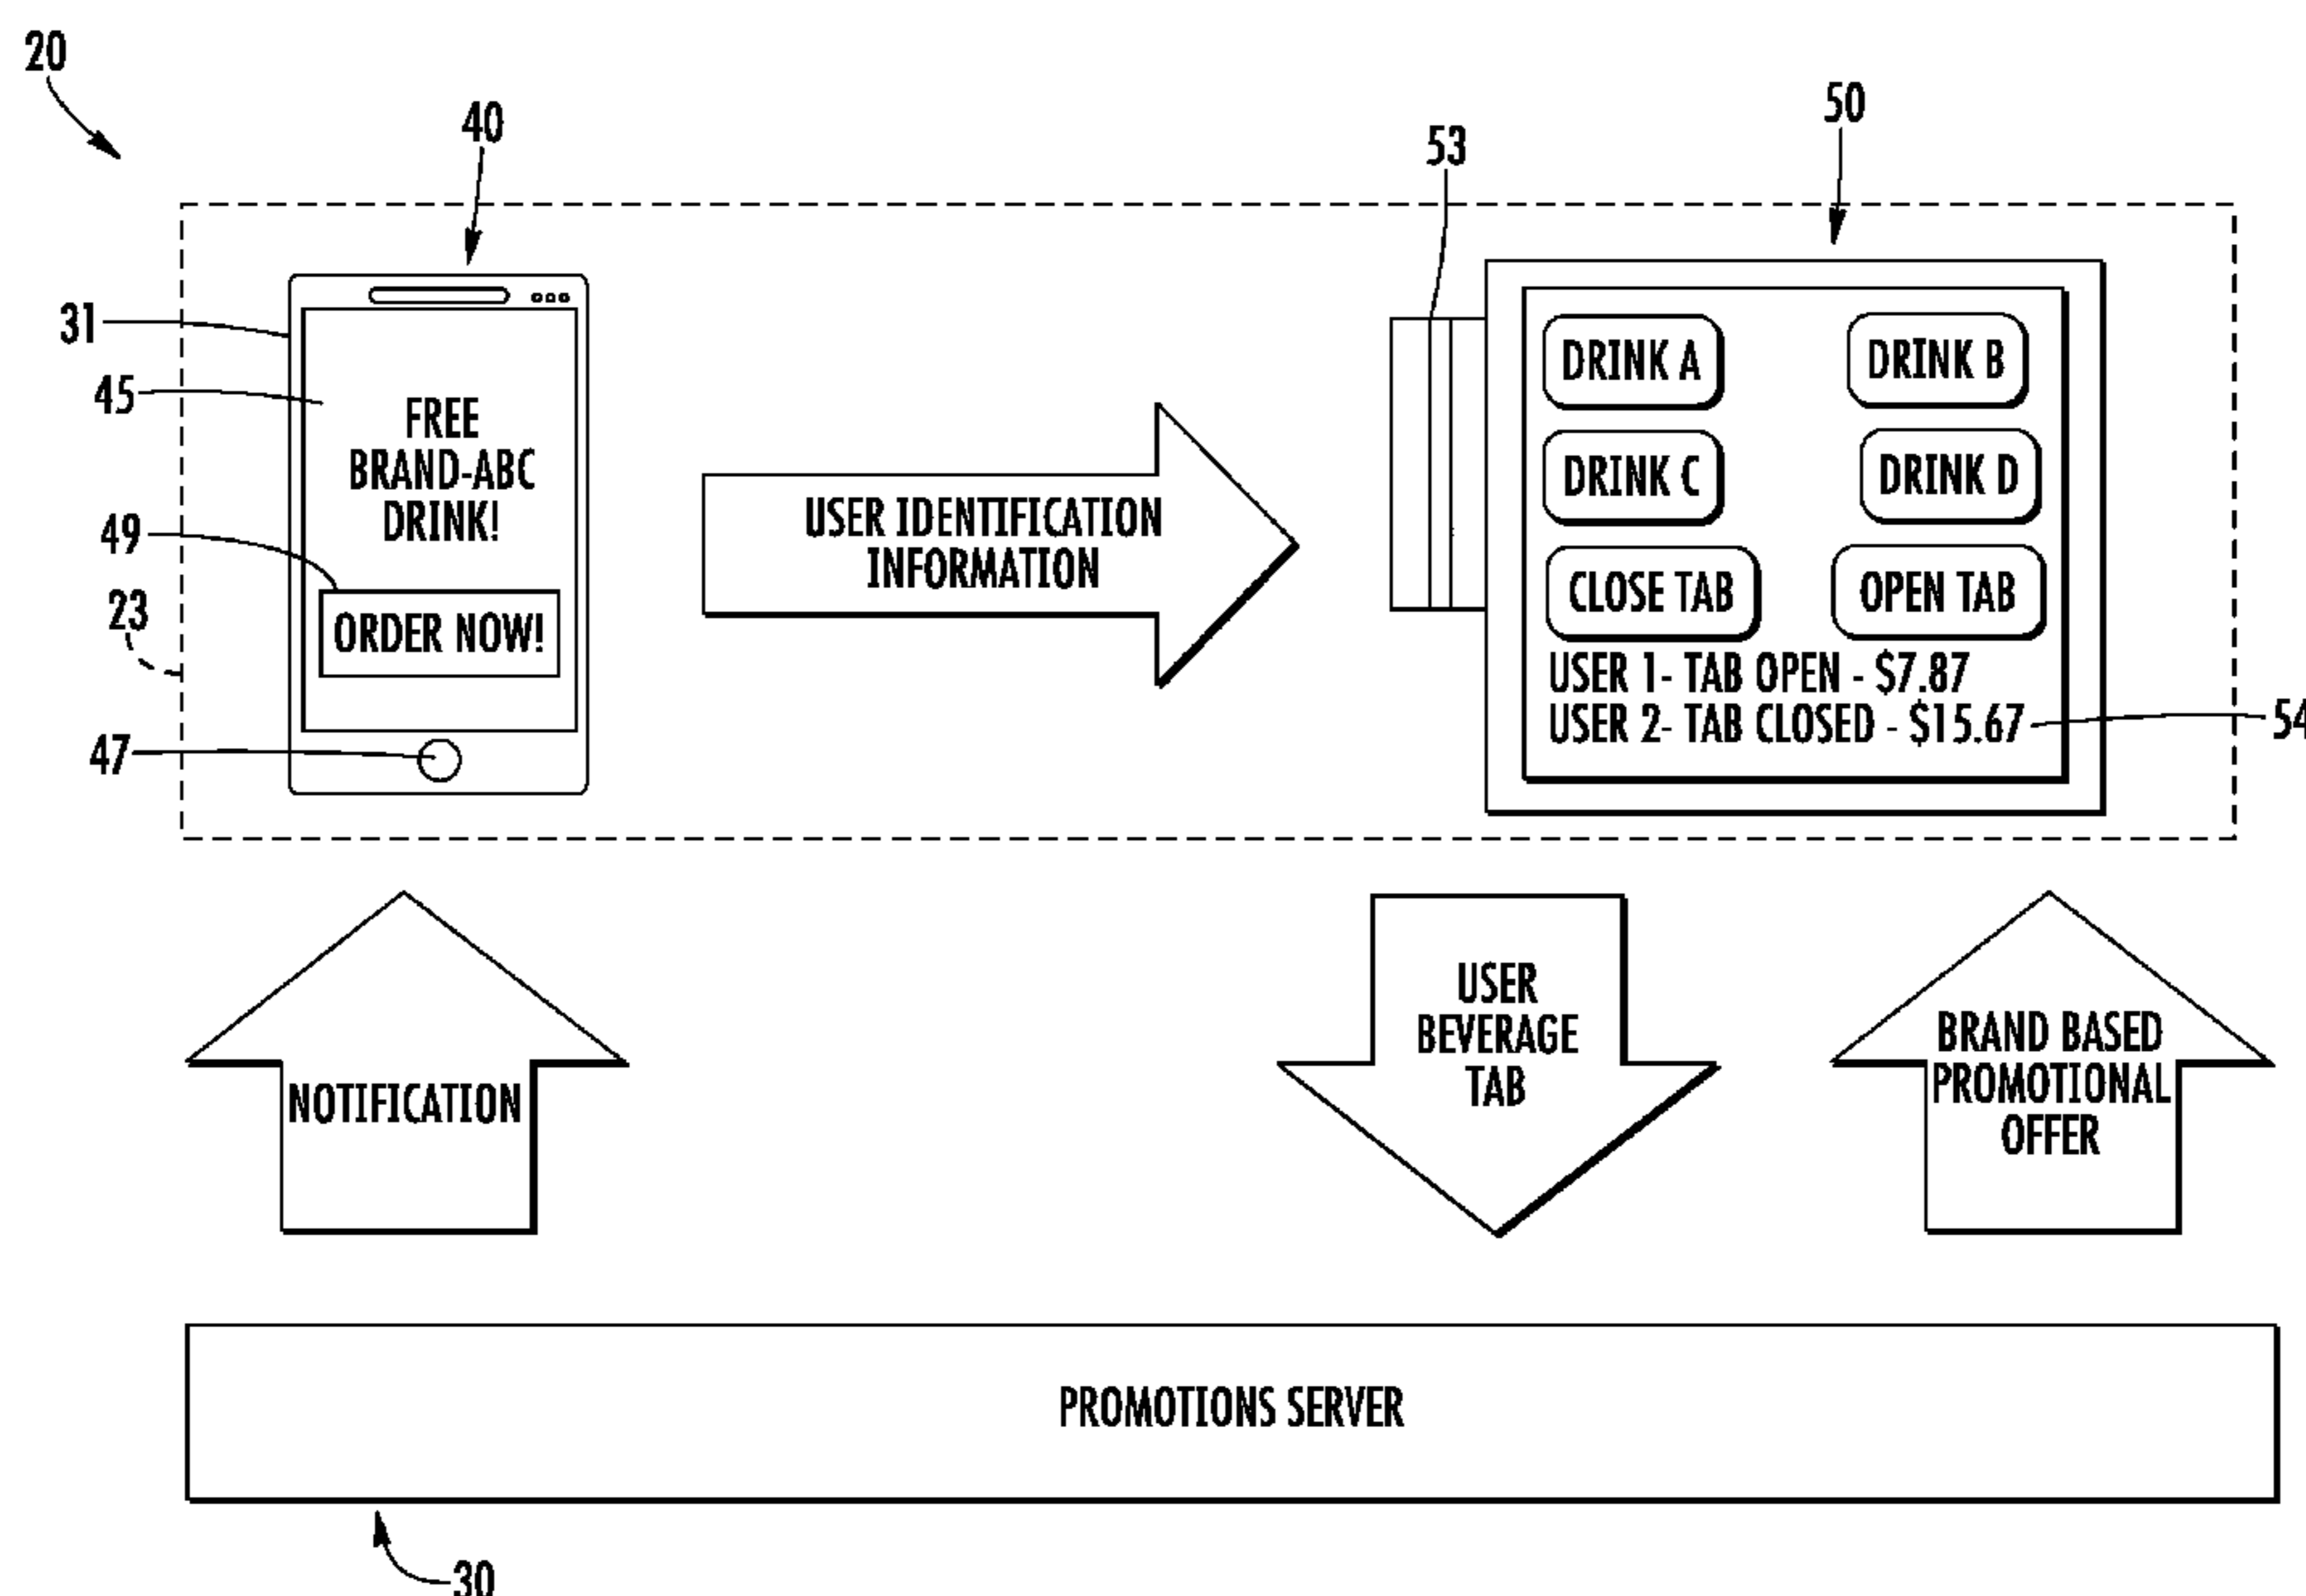 20
40
53
50
31
45
49
23
47
FREE
BRAND-ABC
DRINK!
ORDER NOW!
USER IDENTIFICATION
INFORMATION
DRINK A
DRINK B
DRINK C
DRINK D
CLOSE TAB
OPEN TAB
USER 1- TAB OPEN - $7.87
USER 2- TAB CLOSED - $15.67
54
NOTIFICATION
USER
BEVERAGE
TAB
BRAND BASED
PROMOTIONAL
OFFER
PROMOTIONS SERVER
30